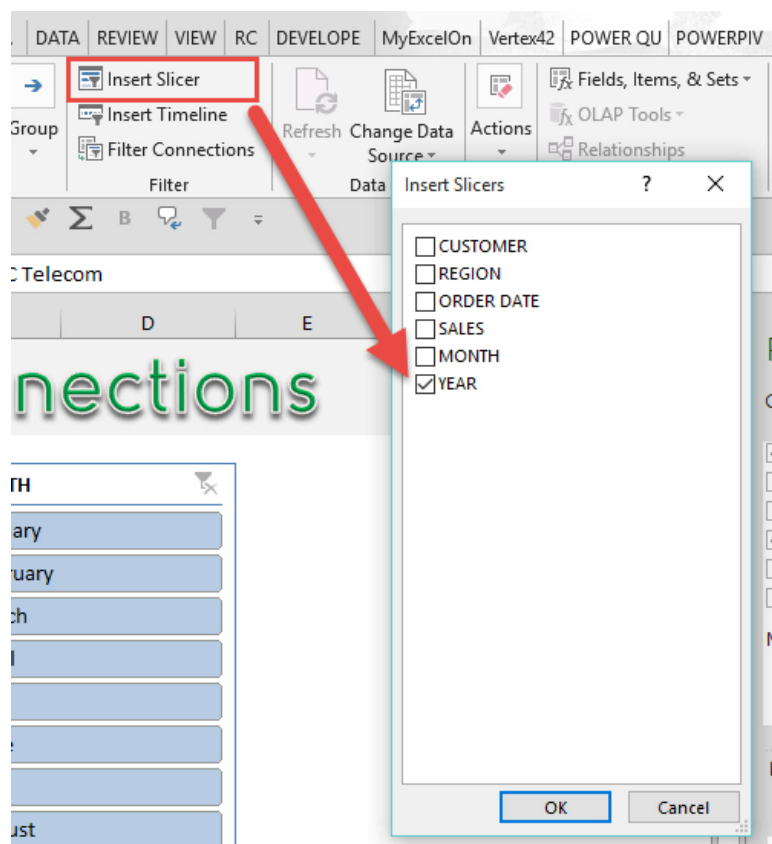 DATA REVIEW VIEW RC DEVELOPE MyExcelOn Vertex42 POWER QU POWERPIV
Insert Slicer
Insert Timeline
Filter Connections
Filter
Group
Refresh
Change Data
Source
Data
Actions
Fields, Items, & Sets
OLAP Tools
Relationships
Σ B
C Telecom
D E
nections
TH
ary
ruary
ch
l
e
ust
Insert Slicers ? X
CUSTOMER
REGION
ORDER DATE
SALES
MONTH
YEAR
OK Cancel